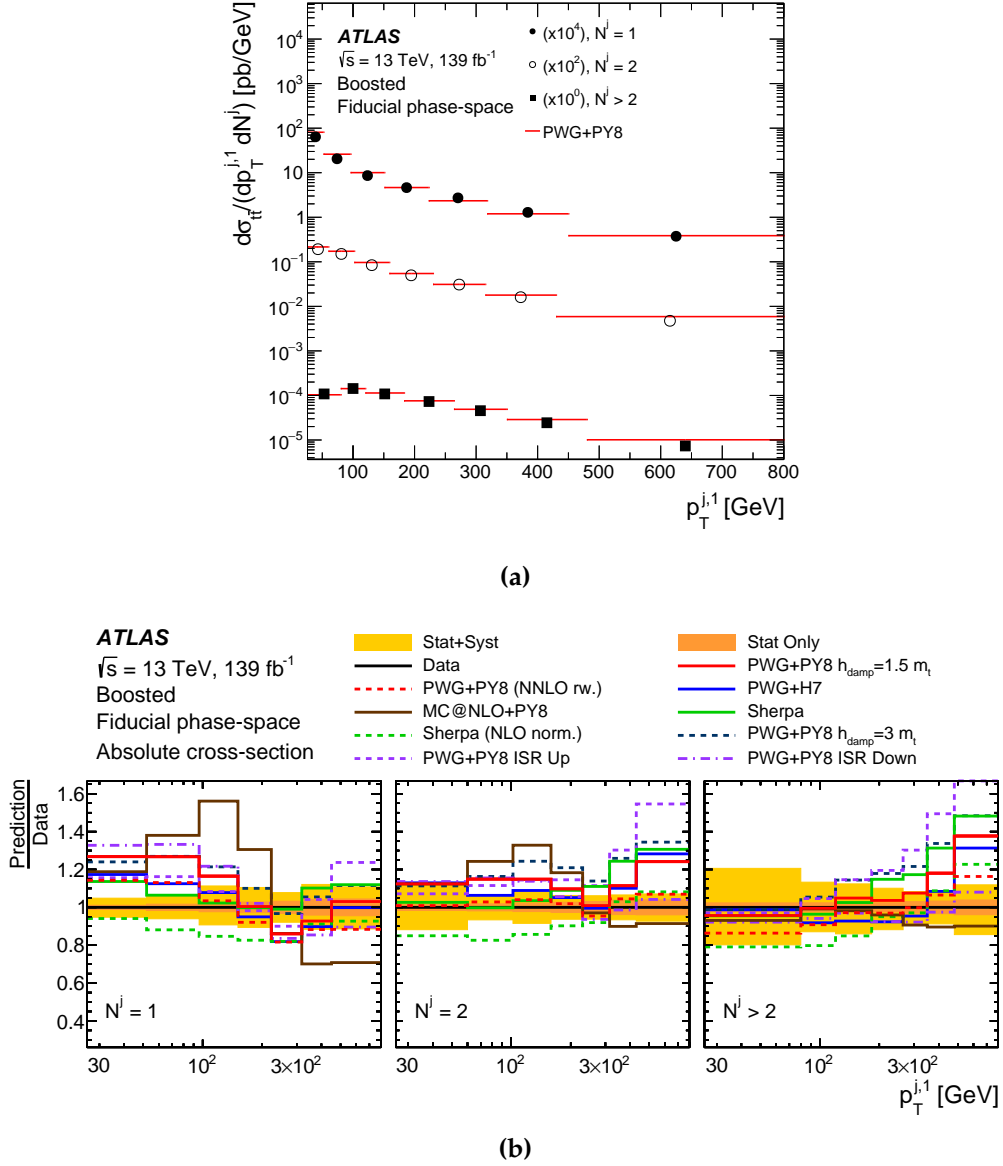 ATLAS
√s = 13 TeV, 139 fb⁻¹
Boosted
Fiducial phase-space
(x10⁴), Nʲ = 1
(x10²), Nʲ = 2
(x10⁰), Nʲ > 2
PWG+PY8
dσ_tt̄/(dp_T^{j,1} dNʲ) [pb/GeV]
10⁴
10³
10²
10
1
10⁻¹
10⁻²
10⁻³
10⁻⁴
10⁻⁵
100 200 300 400 500 600 700 800
p_T^{j,1} [GeV]
(a)
ATLAS
√s = 13 TeV, 139 fb⁻¹
Boosted
Fiducial phase-space
Absolute cross-section
Stat+Syst
Data
PWG+PY8 (NNLO rw.)
MC@NLO+PY8
Sherpa (NLO norm.)
PWG+PY8 ISR Up
Stat Only
PWG+PY8 h_damp=1.5 m_t
PWG+H7
Sherpa
PWG+PY8 h_damp=3 m_t
PWG+PY8 ISR Down
Prediction
Data
1.6
1.4
1.2
1
0.8
0.6
0.4
Nʲ = 1
Nʲ = 2
Nʲ > 2
30 10² 3×10² 30 10² 3×10² 30 10² 3×10²
p_T^{j,1} [GeV]
(b)